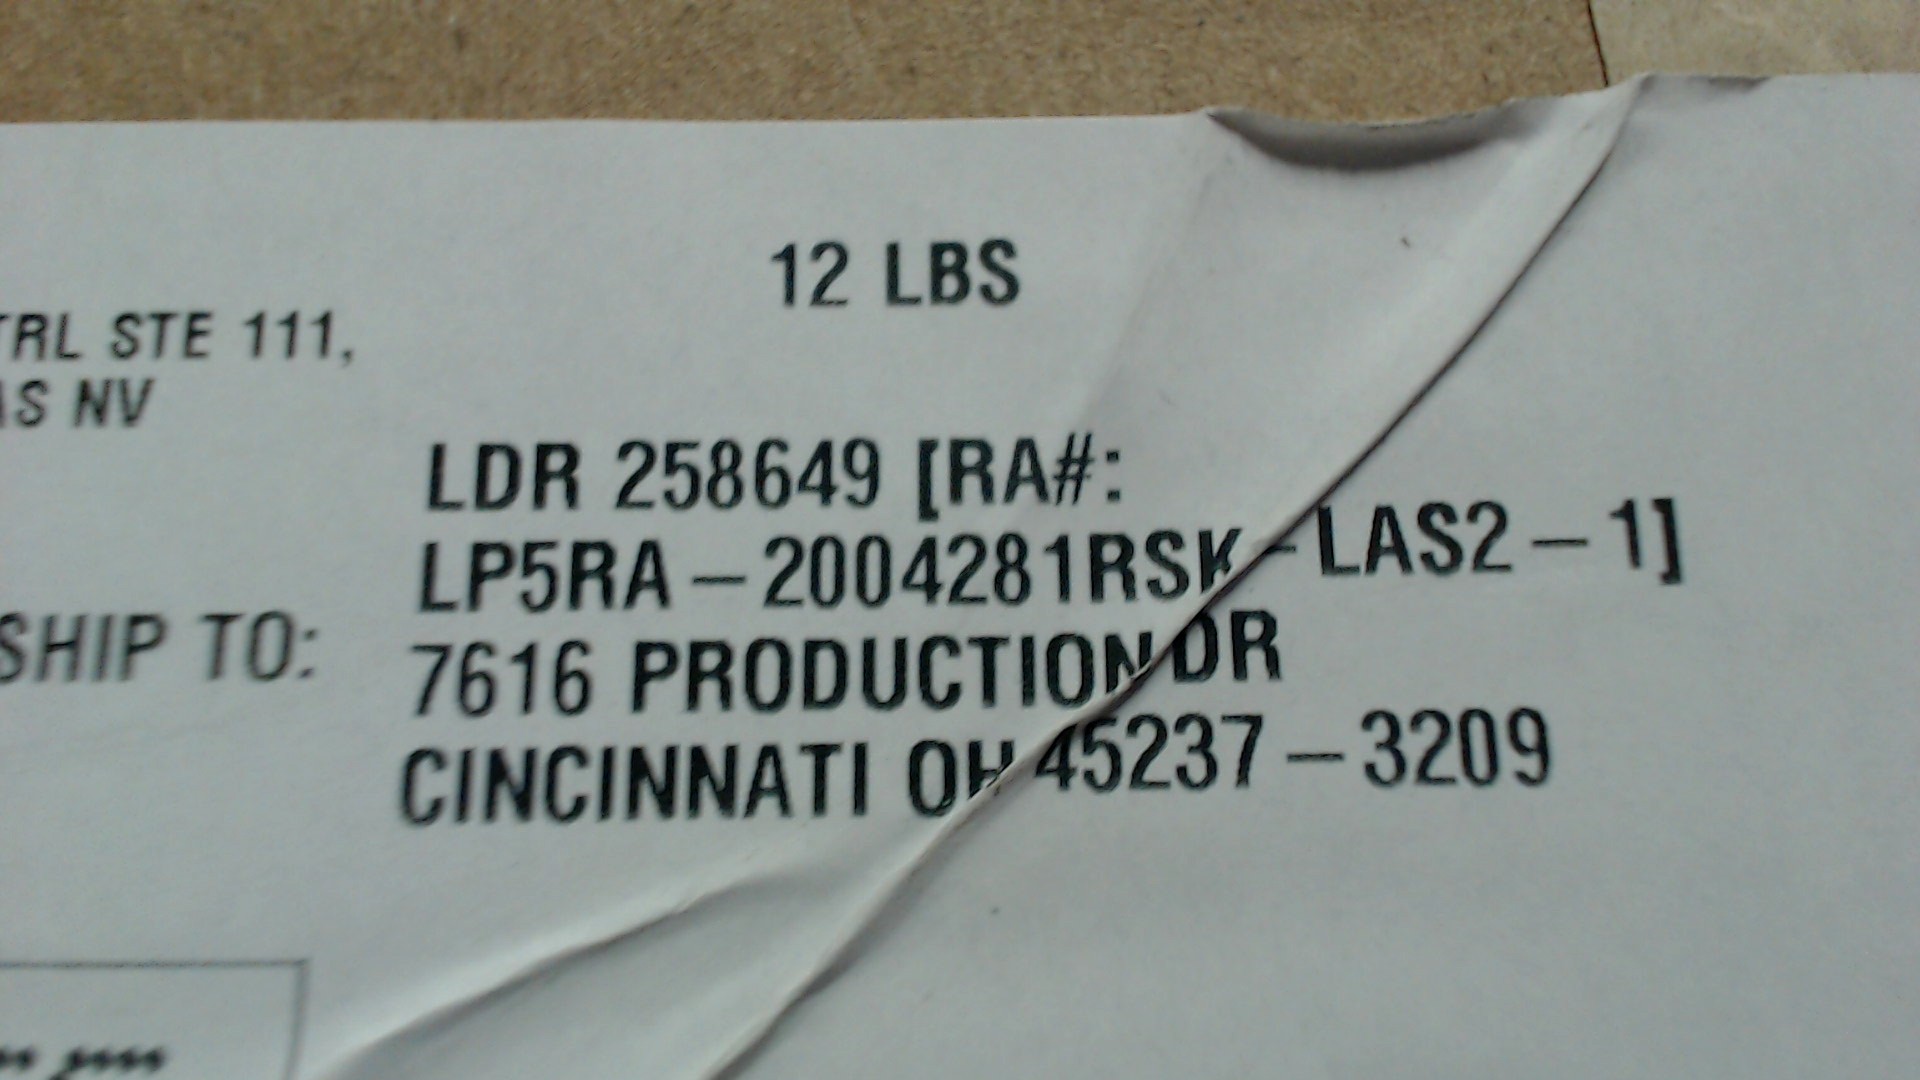 12 LBS
TRL STE 111,
AS NV
LDR 258649 [RA#:
LP5RA-2004281RSK-LAS2-1]
SHIP TO:
7616 PRODUCTION DR
CINCINNATI OH 45237-3209